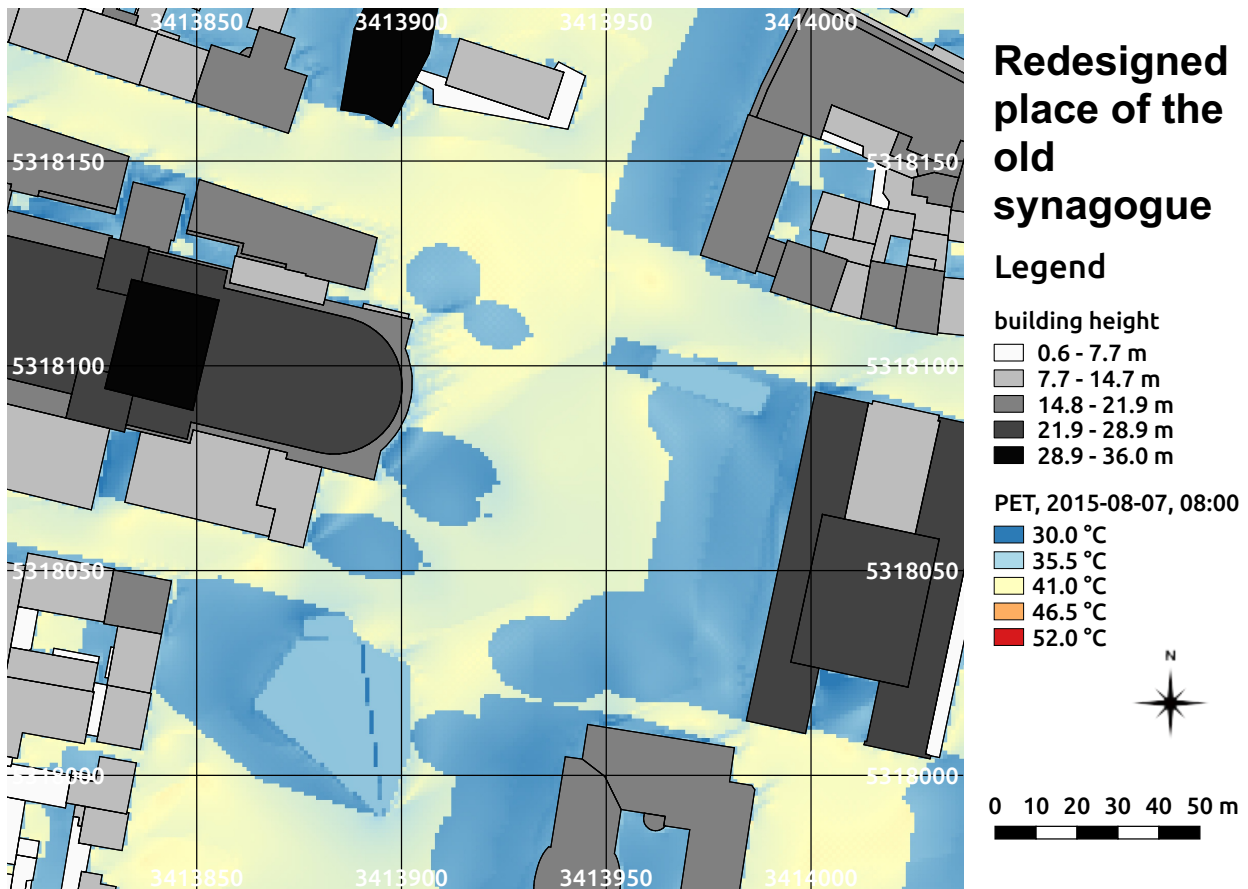 3413850 3413900 3413950 3414000
5318150 5318150
5318100 5318100
5318050 5318050
5318000 5318000
3413850 3413900 3413950 3414000
Redesigned
place of the
old
synagogue
Legend
building height
0.6 - 7.7 m
7.7 - 14.7 m
14.8 - 21.9 m
21.9 - 28.9 m
28.9 - 36.0 m
PET, 2015-08-07, 08:00
30.0 °C
35.5 °C
41.0 °C
46.5 °C
52.0 °C
N
0 10 20 30 40 50 m